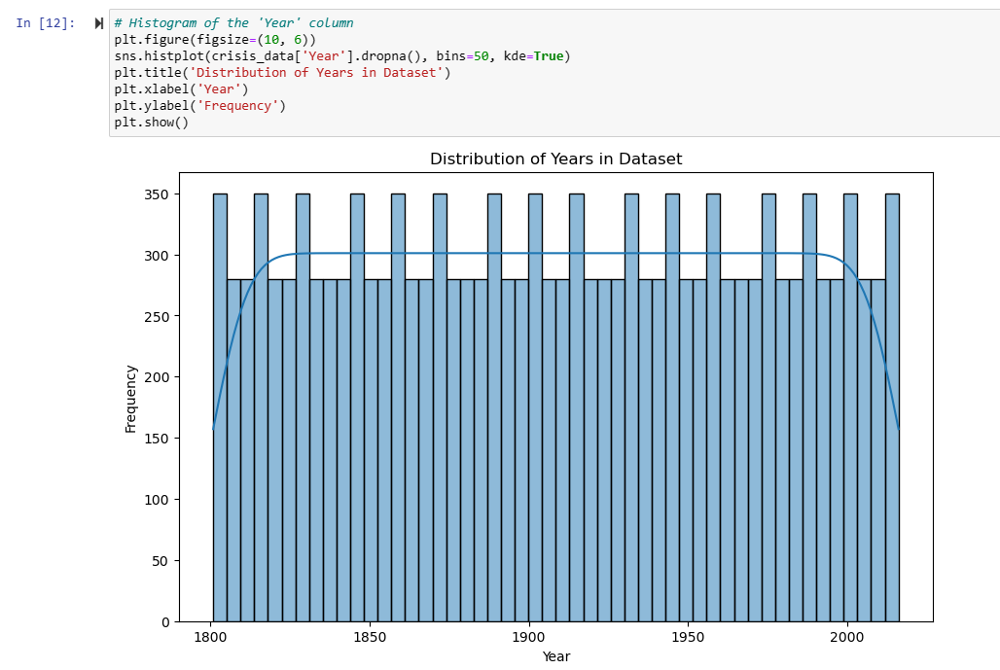 In [12]:
# Histogram of the 'Year' column
plt.figure(figsize=(10, 6))
sns.histplot(crisis_data['Year'].dropna(), bins=50, kde=True)
plt.title('Distribution of Years in Dataset')
plt.xlabel('Year')
plt.ylabel('Frequency')
plt.show()
Distribution of Years in Dataset
350
300
250
200
150
100
50
0
Frequency
1800 1850 1900 1950 2000
Year